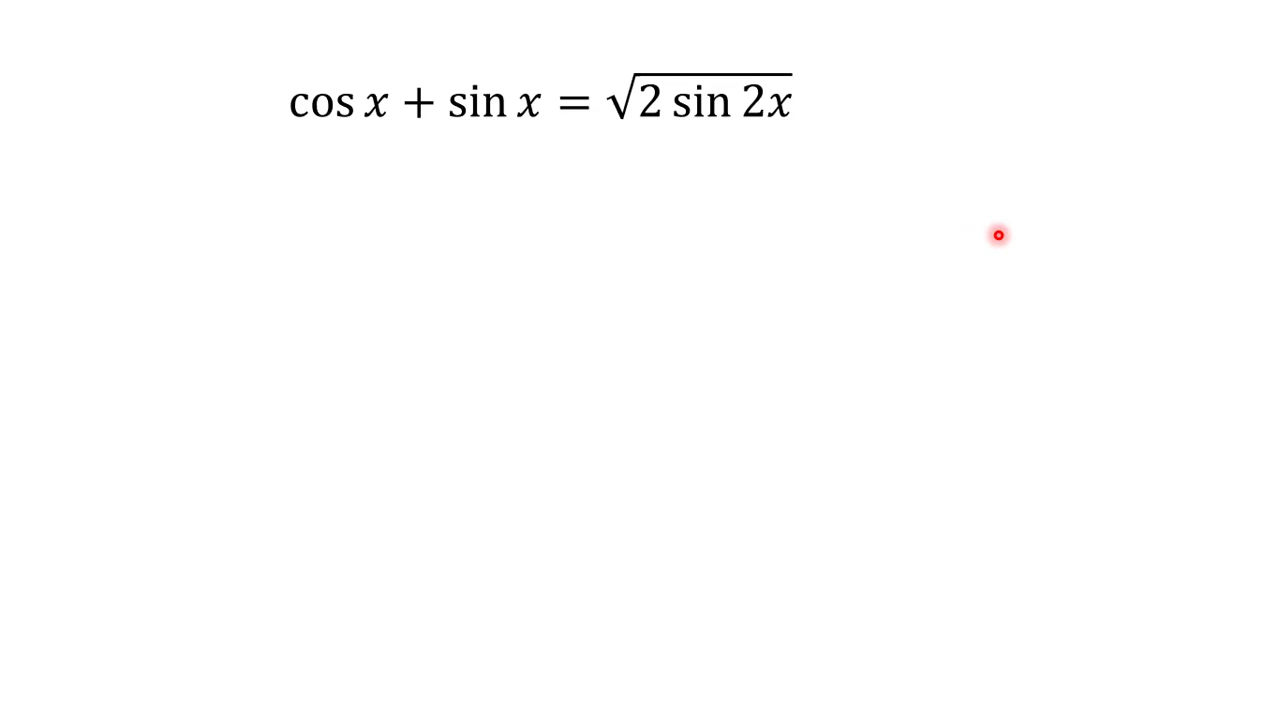 cos x + sin x = √(2 sin 2x)